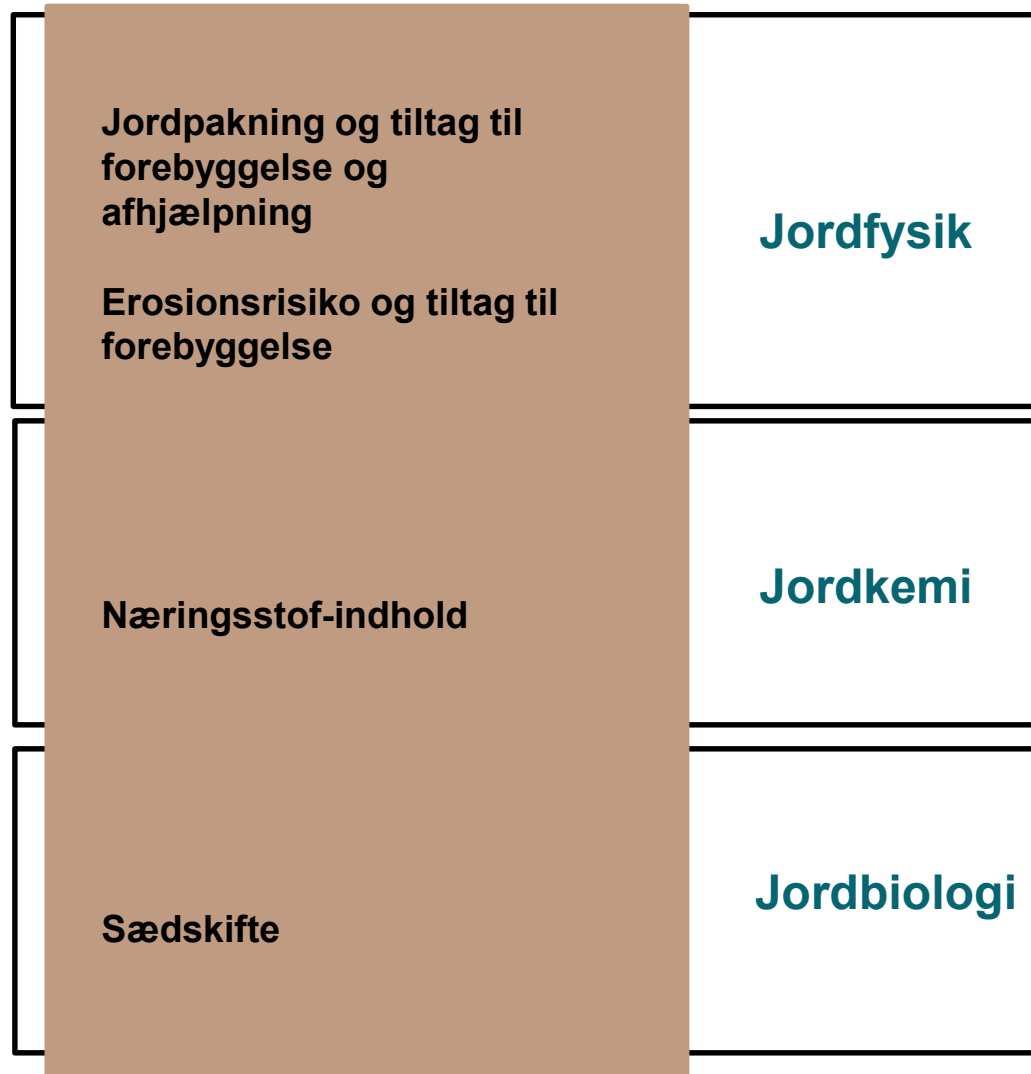 Jordpakning og tiltag til
forebyggelse og
afhjælpning
Erosionsrisiko og tiltag til
forebyggelse
Jordfysik
Næringsstof-indhold
Jordkemi
Sædskifte
Jordbiologi